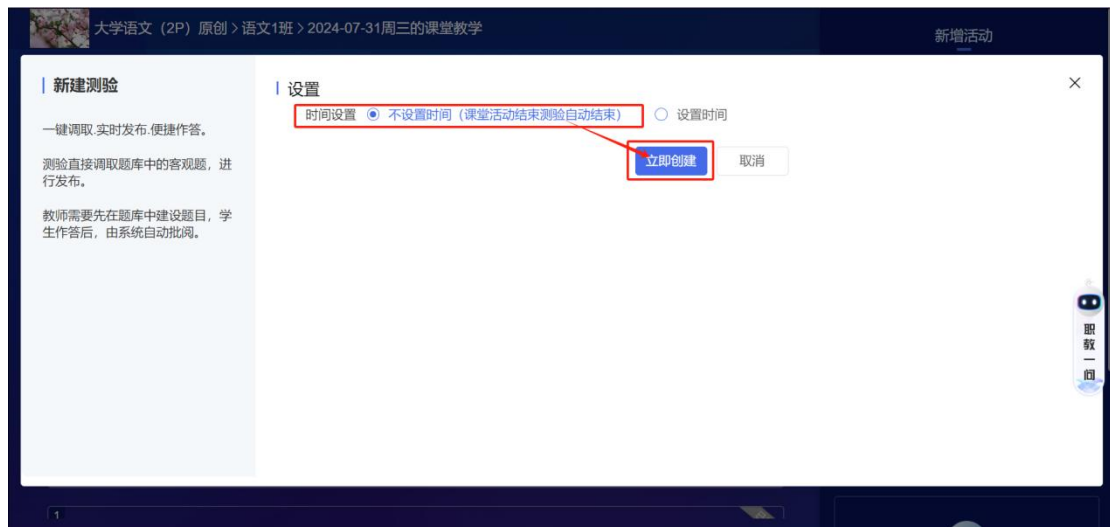 大学语文（2P）原创 > 语文1班 > 2024-07-31周三的课堂教学
新增活动
新建测验
一键调取.实时发布.便捷作答。
测验直接调取题库中的客观题，进
行发布。
教师需要先在题库中建设题目，学
生作答后，由系统自动批阅。
设置
时间设置 不设置时间（课堂活动结束测验自动结束） 设置时间
立即创建 取消
职教一问
1